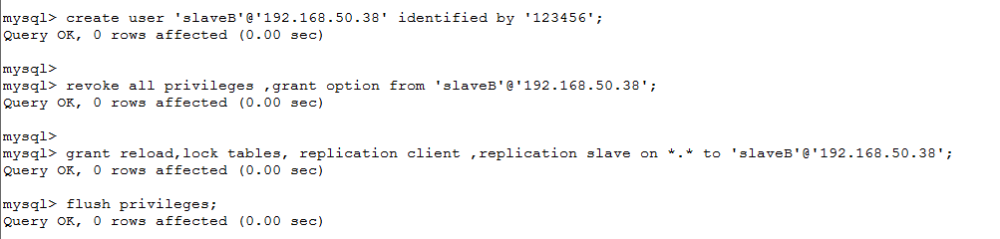 mysql> create user 'slaveB'@'192.168.50.38' identified by '123456';
Query OK, 0 rows affected (0.00 sec)
mysql>
mysql> revoke all privileges ,grant option from 'slaveB'@'192.168.50.38';
Query OK, 0 rows affected (0.00 sec)
mysql>
mysql> grant reload,lock tables, replication client ,replication slave on *.* to 'slaveB'@'192.168.50.38';
Query OK, 0 rows affected (0.00 sec)
mysql> flush privileges;
Query OK, 0 rows affected (0.00 sec)